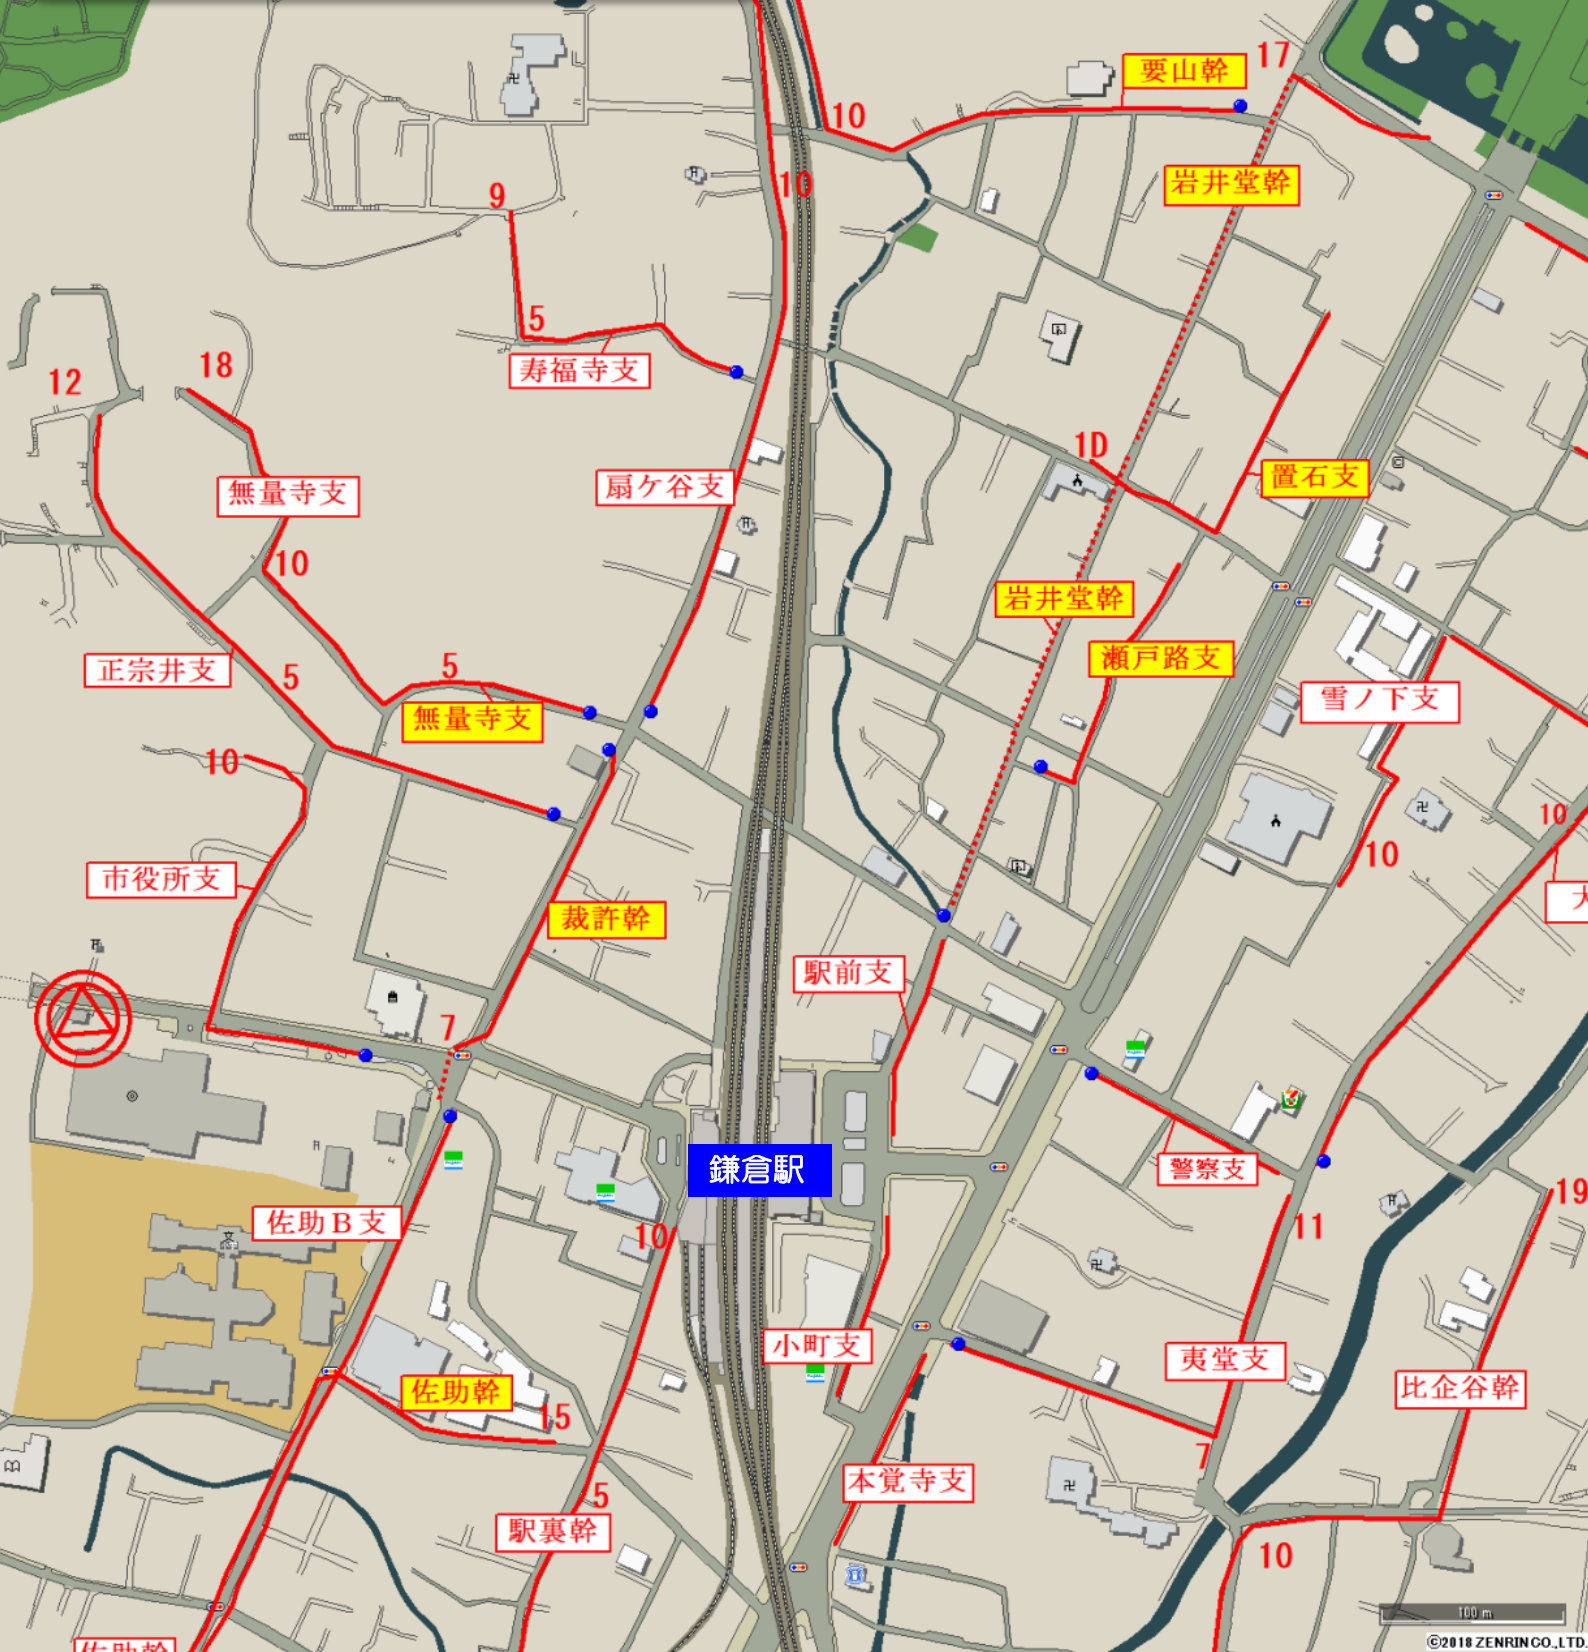 要山幹
17
10
岩井堂幹
10
9
5
寿福寺支
18
12
1D
置石支
無量寺支
扇ケ谷支
10
岩井堂幹
瀬戸路支
正宗井支
5
5
雪ノ下支
無量寺支
10
10
10
市役所支
裁許幹
大
駅前支
7
鎌倉駅
警察支
19
佐助B支
11
10
小町支
夷堂支
佐助幹
比企谷幹
15
本覚寺支
7
5
駅裏幹
10
佐助幹
100 m
©2018 ZENRIN CO.,LTD